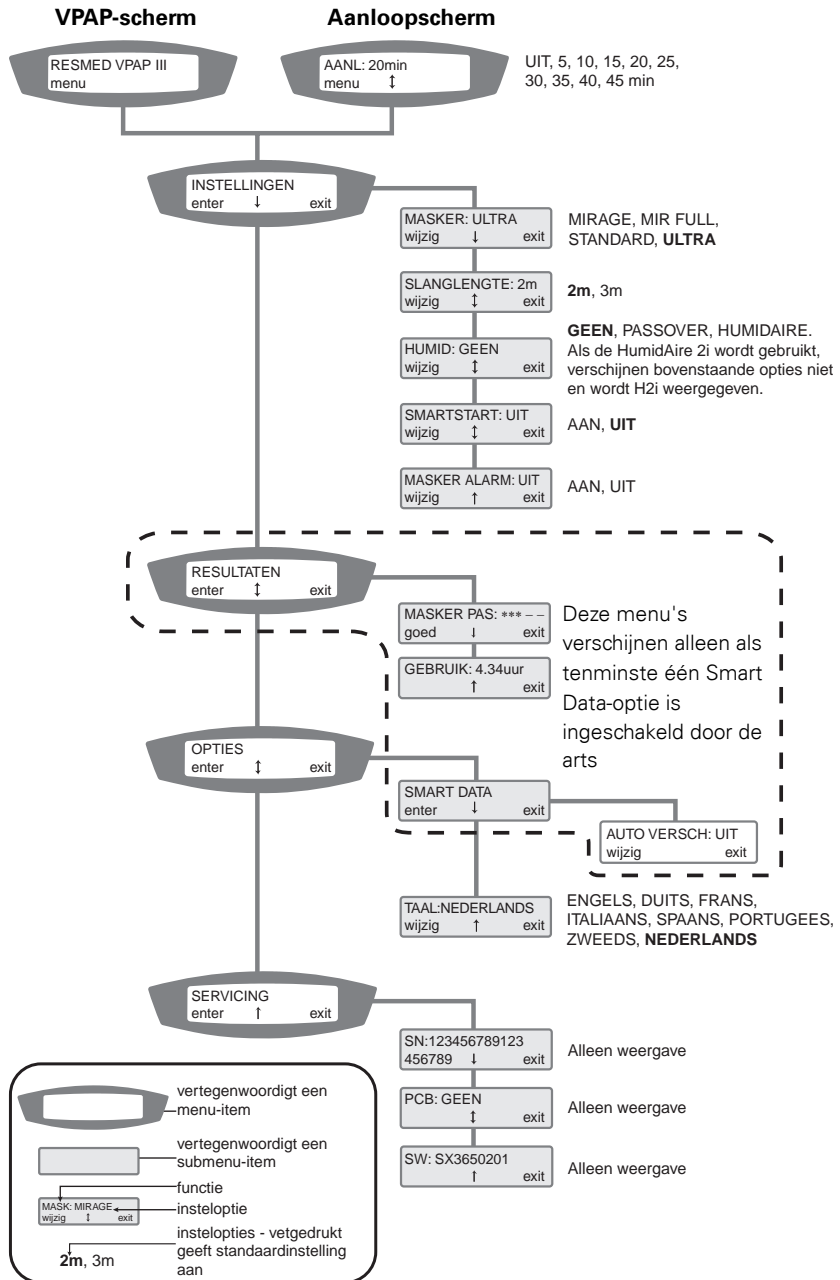 VPAP-scherm
Aanloopscherm
RESMED VPAP III
menu
AANL: 20min
menu ↕
UIT, 5, 10, 15, 20, 25,
30, 35, 40, 45 min
INSTELLINGEN
enter ↓ exit
MASKER: ULTRA
wijzig ↓ exit
MIRAGE, MIR FULL,
STANDARD, ULTRA
SLANGLENGTE: 2m
wijzig ↕ exit
2m, 3m
HUMID: GEEN
wijzig ↕ exit
GEEN, PASSOVER, HUMIDAIRE.
Als de HumidAire 2i wordt gebruikt,
verschijnen bovenstaande opties niet
en wordt H2i weergegeven.
SMARTSTART: UIT
wijzig ↕ exit
AAN, UIT
MASKER ALARM: UIT
wijzig ↑ exit
AAN, UIT
RESULTATEN
enter ↕ exit
MASKER PAS: *** – –
goed ↓ exit
GEBRUIK: 4.34uur
↑ exit
Deze menu's
verschijnen alleen als
tenminste één Smart
Data-optie is
ingeschakeld door de
arts
OPTIES
enter ↕ exit
SMART DATA
enter ↓ exit
AUTO VERSCH: UIT
wijzig exit
TAAL:NEDERLANDS
wijzig ↑ exit
ENGELS, DUITS, FRANS,
ITALIAANS, SPAANS, PORTUGEES,
ZWEEDS, NEDERLANDS
SERVICING
enter ↑ exit
SN:123456789123
456789 ↓ exit
Alleen weergave
PCB: GEEN
↕ exit
Alleen weergave
SW: SX3650201
↑ exit
Alleen weergave
vertegenwoordigt een
menu-item
vertegenwoordigt een
submenu-item
functie
MASK: MIRAGE
wijzig ↕ exit
insteloptie
2m, 3m
instelopties - vetgedrukt
geeft standaardinstelling
aan